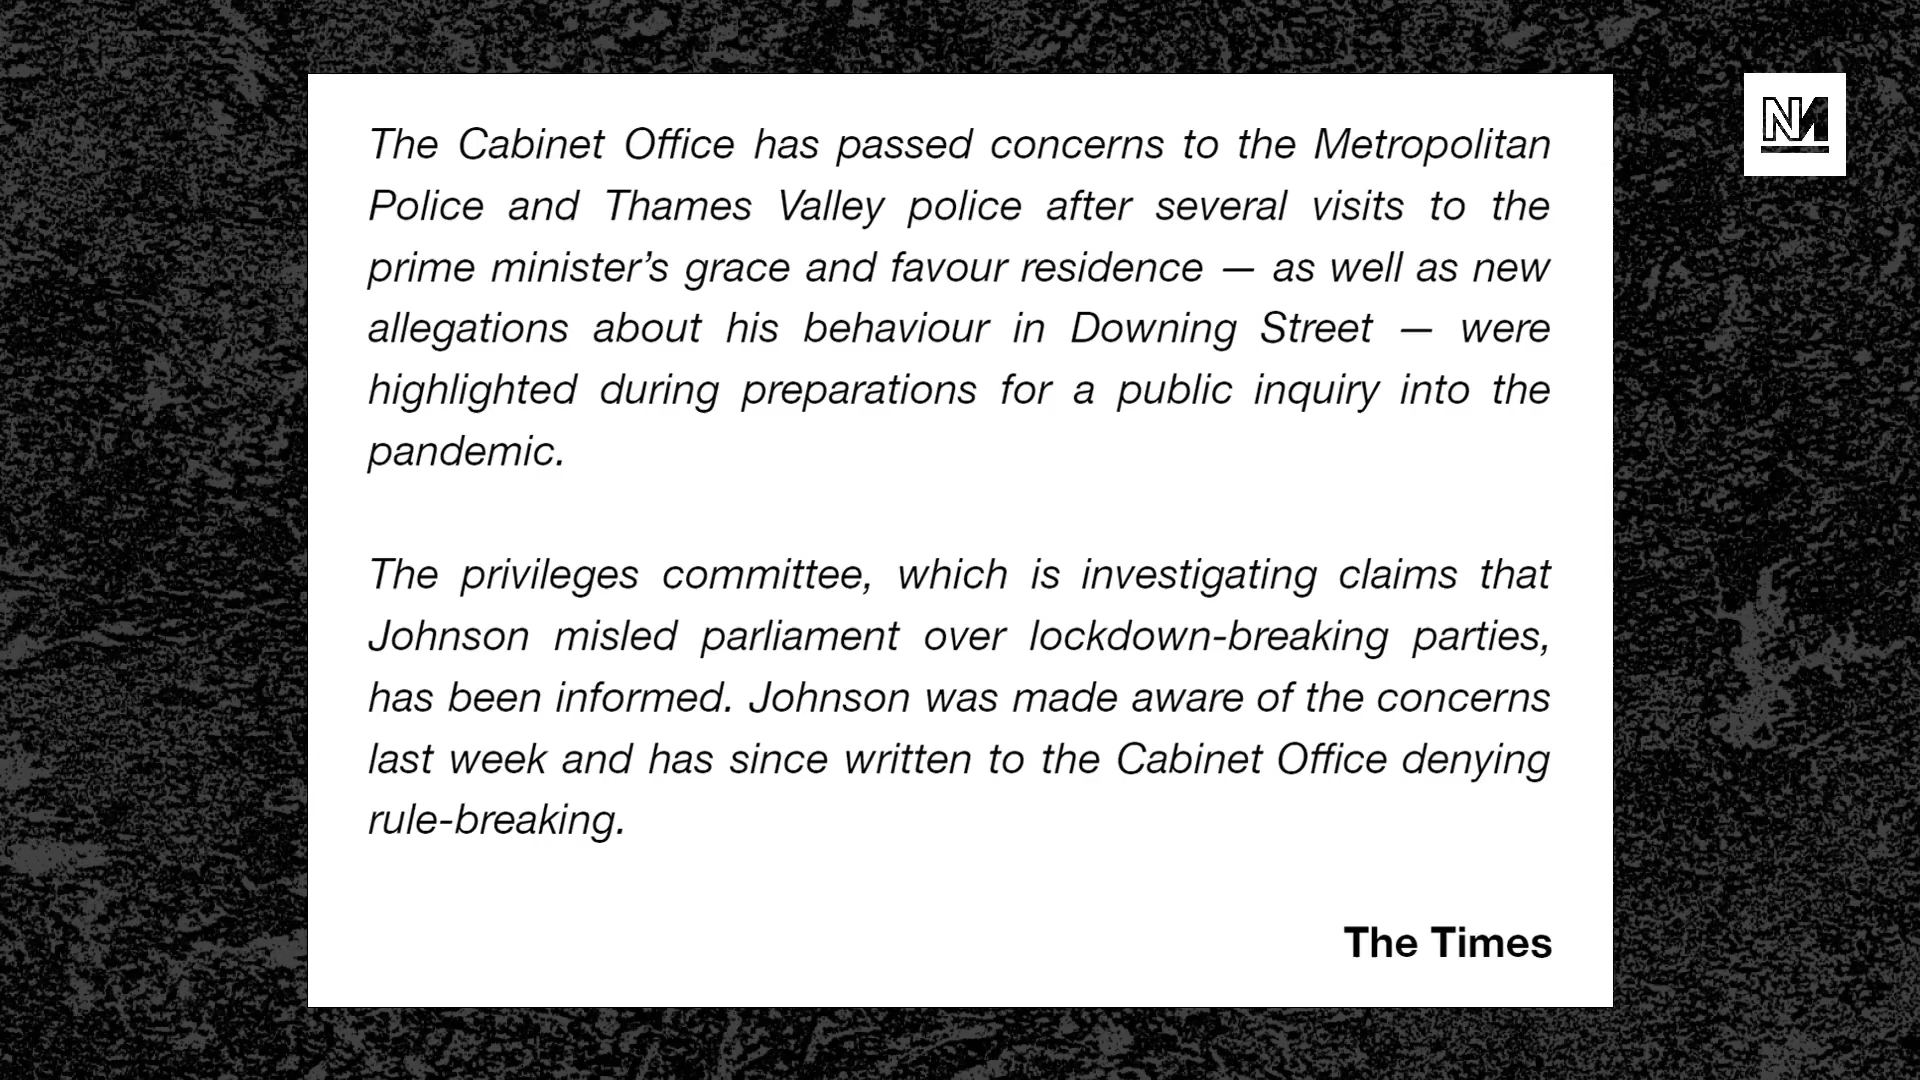 The Cabinet Office has passed concerns to the Metropolitan
Police and Thames Valley police after several visits to the
prime minister’s grace and favour residence — as well as new
allegations about his behaviour in Downing Street — were
highlighted during preparations for a public inquiry into the
pandemic.
The privileges committee, which is investigating claims that
Johnson misled parliament over lockdown-breaking parties,
has been informed. Johnson was made aware of the concerns
last week and has since written to the Cabinet Office denying
rule-breaking.
The Times
NM